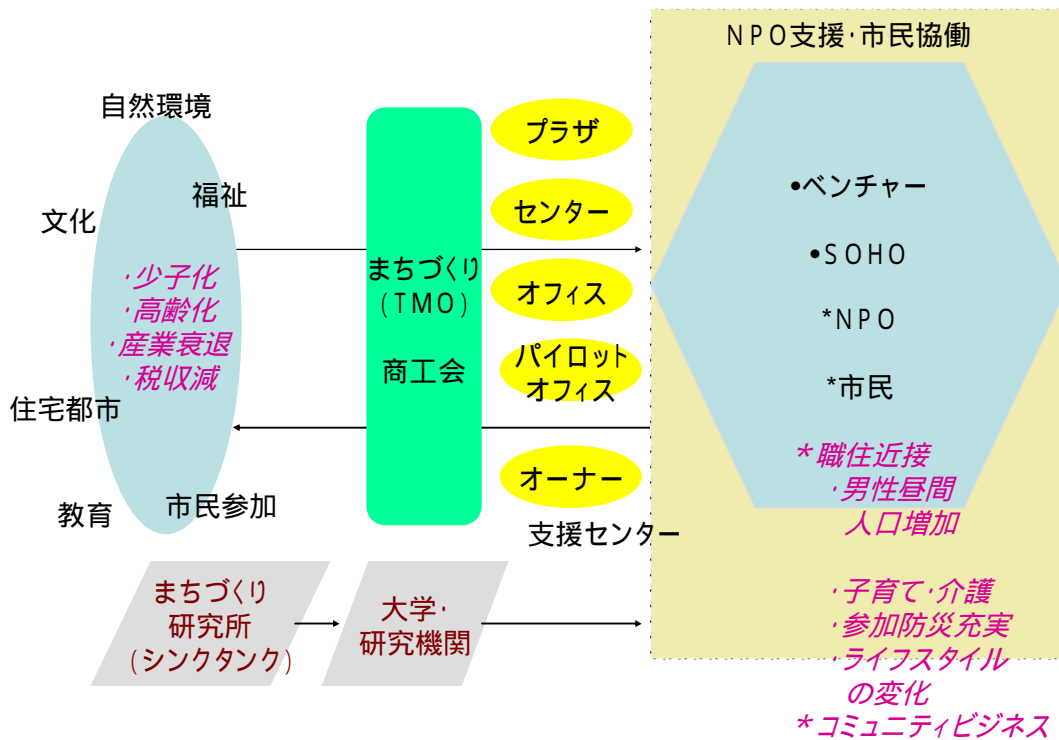 自然環境
福祉
文化
・少子化
・高齢化
・産業衰退
・税収減
住宅都市
市民参加
教育
まちづくり
(TMO)
商工会
プラザ
センター
オフィス
パイロット
オフィス
オーナー
支援センター
NPO支援・市民協働
•ベンチャー
•SOHO
*NPO
*市民
*職住近接
・男性昼間
人口増加
・子育て・介護
・参加防災充実
・ライフスタイル
の変化
*コミュニティビジネス
まちづくり
研究所
(シンクタンク)
大学・
研究機関